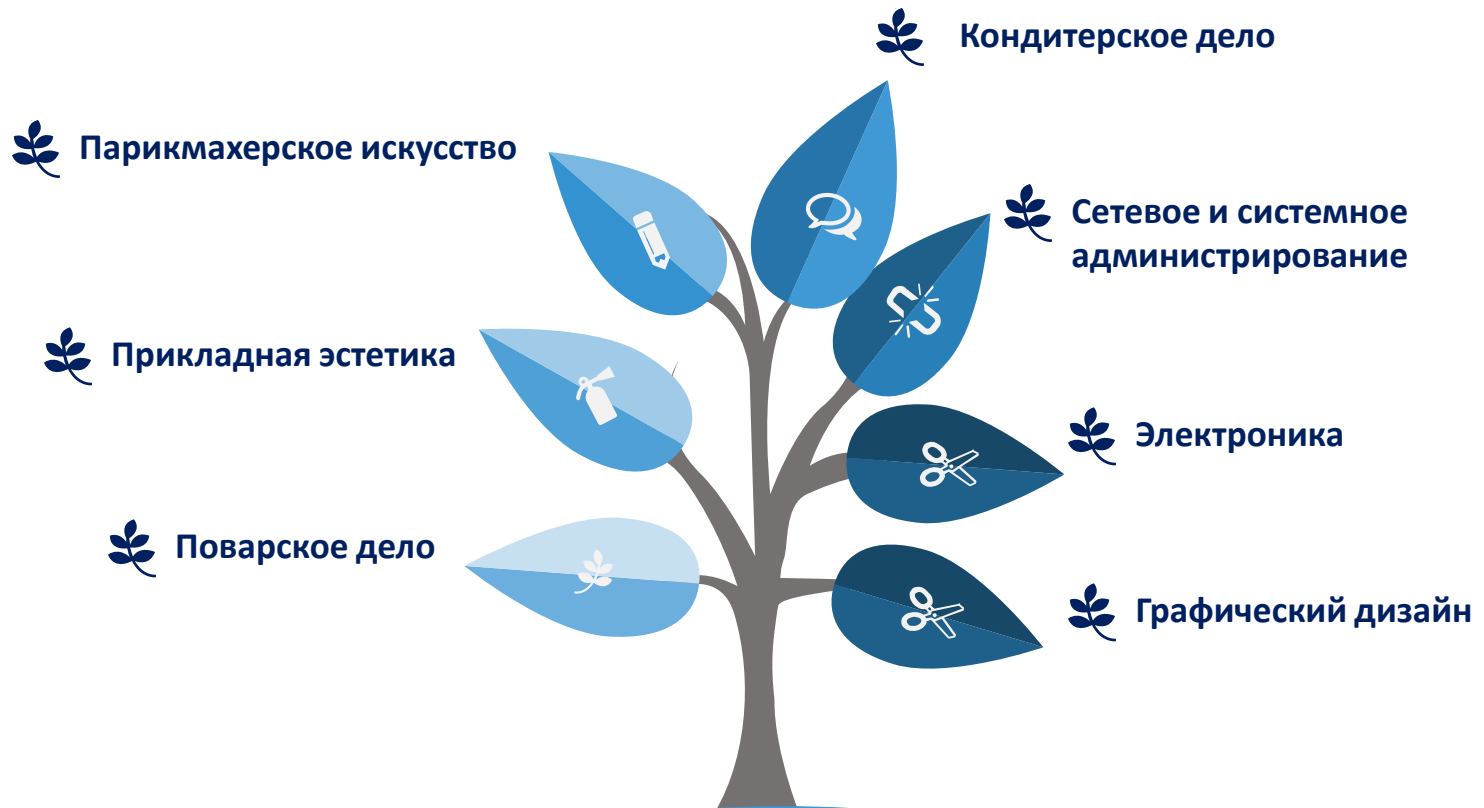 Кондитерское дело
Парикмахерское искусство
Сетевое и системное
администрирование
Прикладная эстетика
Электроника
Поварское дело
Графический дизайн